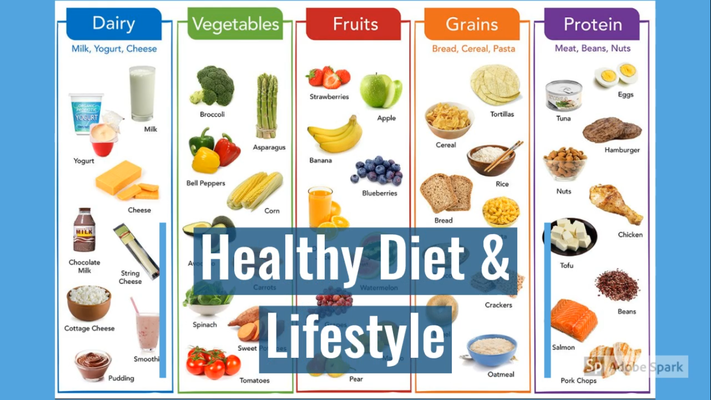 Dairy
Milk, Yogurt, Cheese
Milk
YOGURT
Yogurt
Cheese
MILK
Chocolate
Milk
String
Cheese
Cottage Cheese
Smoothi
Pudding
Vegetables
Broccoli
Asparagus
Bell Peppers
Corn
Carrots
Spinach
Sweet
Tomatoes
Fruits
Strawberries
Apple
Banana
Blueberries
Watermelon
Pear
Grains
Bread, Cereal, Pasta
Tortillas
Cereal
Rice
Bread
Crackers
Oatmeal
Protein
Meat, Beans, Nuts
Eggs
Tuna
Hamburger
Nuts
Chicken
Tofu
Beans
Salmon
Pork Chops
Healthy Diet &
Lifestyle
Sp Adobe Spark